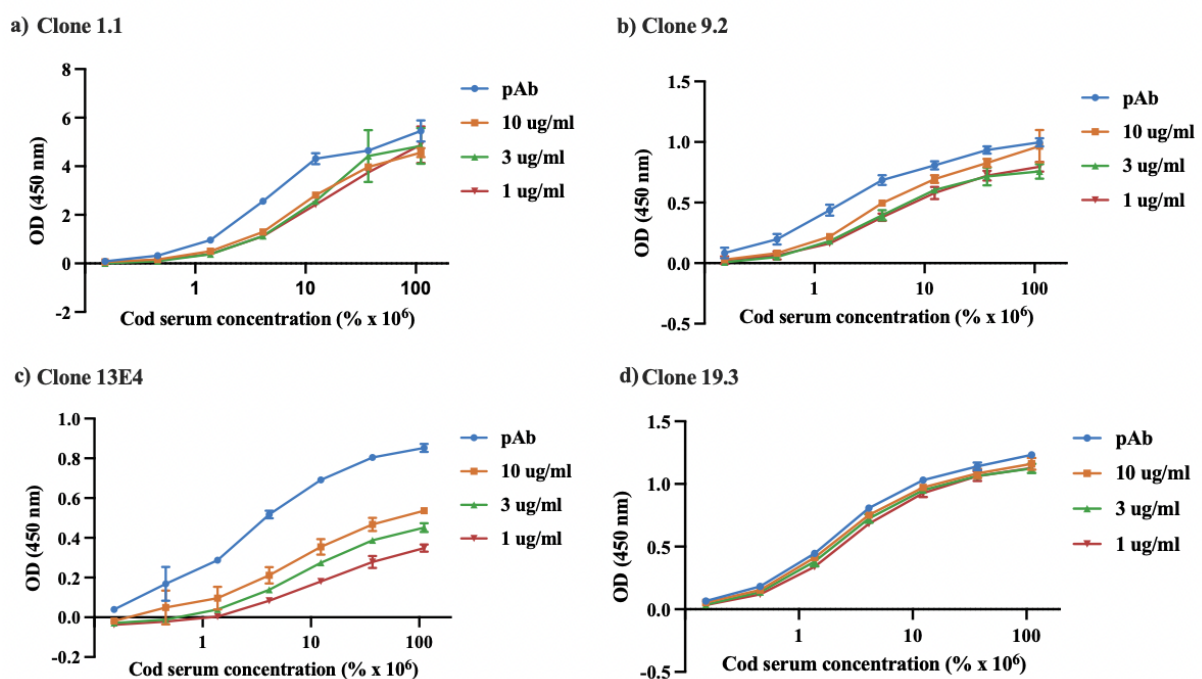 a) Clone 1.1
8
6
4
2
0
-2
OD (450 nm)
1
10
100
Cod serum concentration (% x 10⁶)
pAb
10 ug/ml
3 ug/ml
1 ug/ml
b) Clone 9.2
1.5
1.0
0.5
0.0
-0.5
OD (450 nm)
1
10
100
Cod serum concentration (% x 10⁶)
pAb
10 ug/ml
3 ug/ml
1 ug/ml
c) Clone 13E4
1.0
0.8
0.6
0.4
0.2
0.0
-0.2
OD (450 nm)
1
10
100
Cod serum concentration (% x 10⁶)
pAb
10 ug/ml
3 ug/ml
1 ug/ml
d) Clone 19.3
1.5
1.0
0.5
0.0
-0.5
OD (450 nm)
1
10
100
Cod serum concentration (% x 10⁶)
pAb
10 ug/ml
3 ug/ml
1 ug/ml